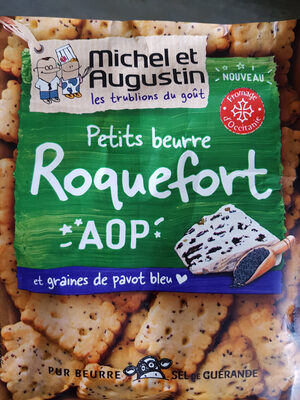 Michel et
Augustin
les trublions du goût
NOUVEAU
Fromage
d'Occitanie
Petits beurre
Roquefort
AOP
et graines de pavot bleu
PUR BEURRE
SEL DE GUÉRANDE